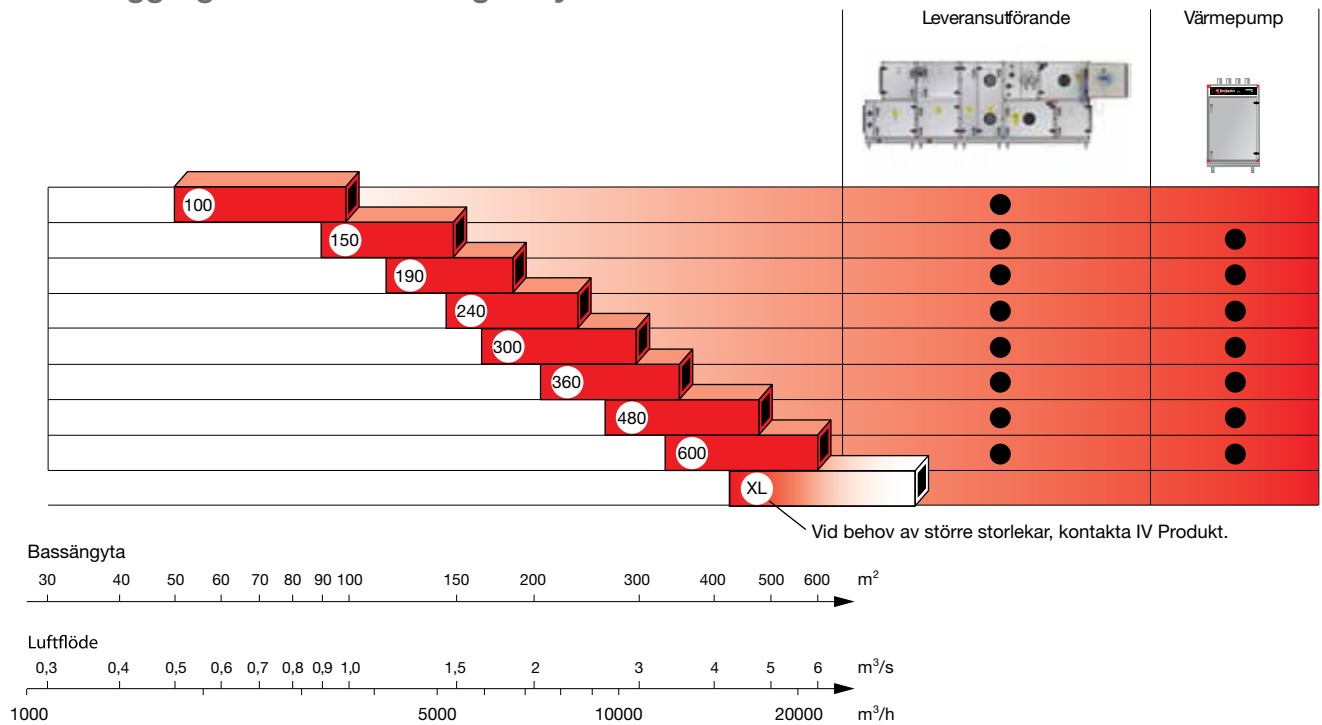 Leveransutförande
Värmepump
100
150
190
240
300
360
480
600
XL
Vid behov av större storlekar, kontakta IV Produkt.
Bassängyta
30 40 50 60 70 80 90 100 150 200 300 400 500 600 m²
Luftflöde
0,3 0,4 0,5 0,6 0,7 0,8 0,9 1,0 1,5 2 3 4 5 6 m³/s
1000 5000 10000 20000 m³/h